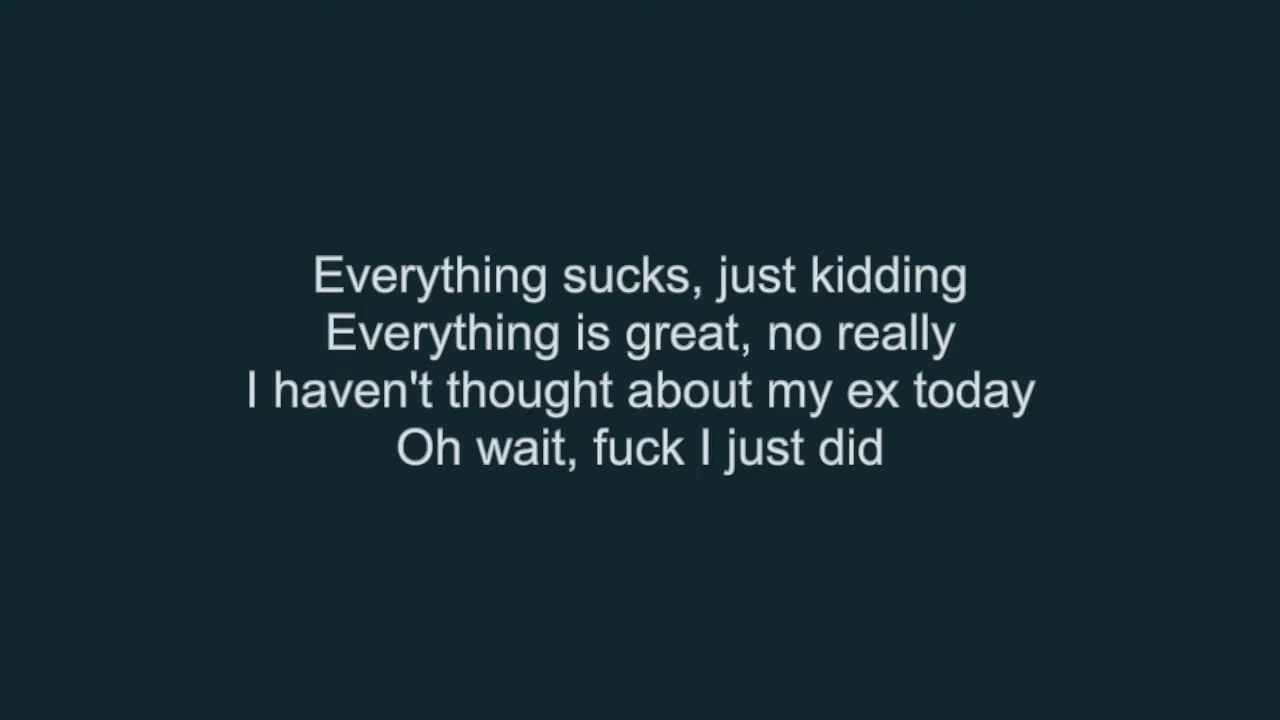 Everything sucks, just kidding
Everything is great, no really
I haven't thought about my ex today
Oh wait, fuck I just did